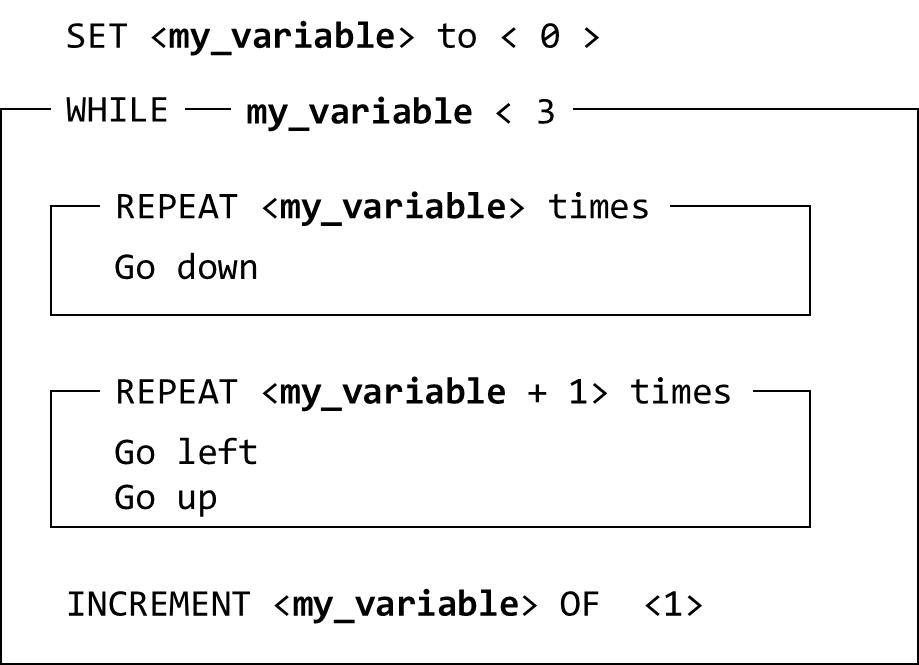 SET <my_variable> to < 0 >
WHILE my_variable < 3
REPEAT <my_variable> times
Go down
REPEAT <my_variable + 1> times
Go left
Go up
INCREMENT <my_variable> OF <1>